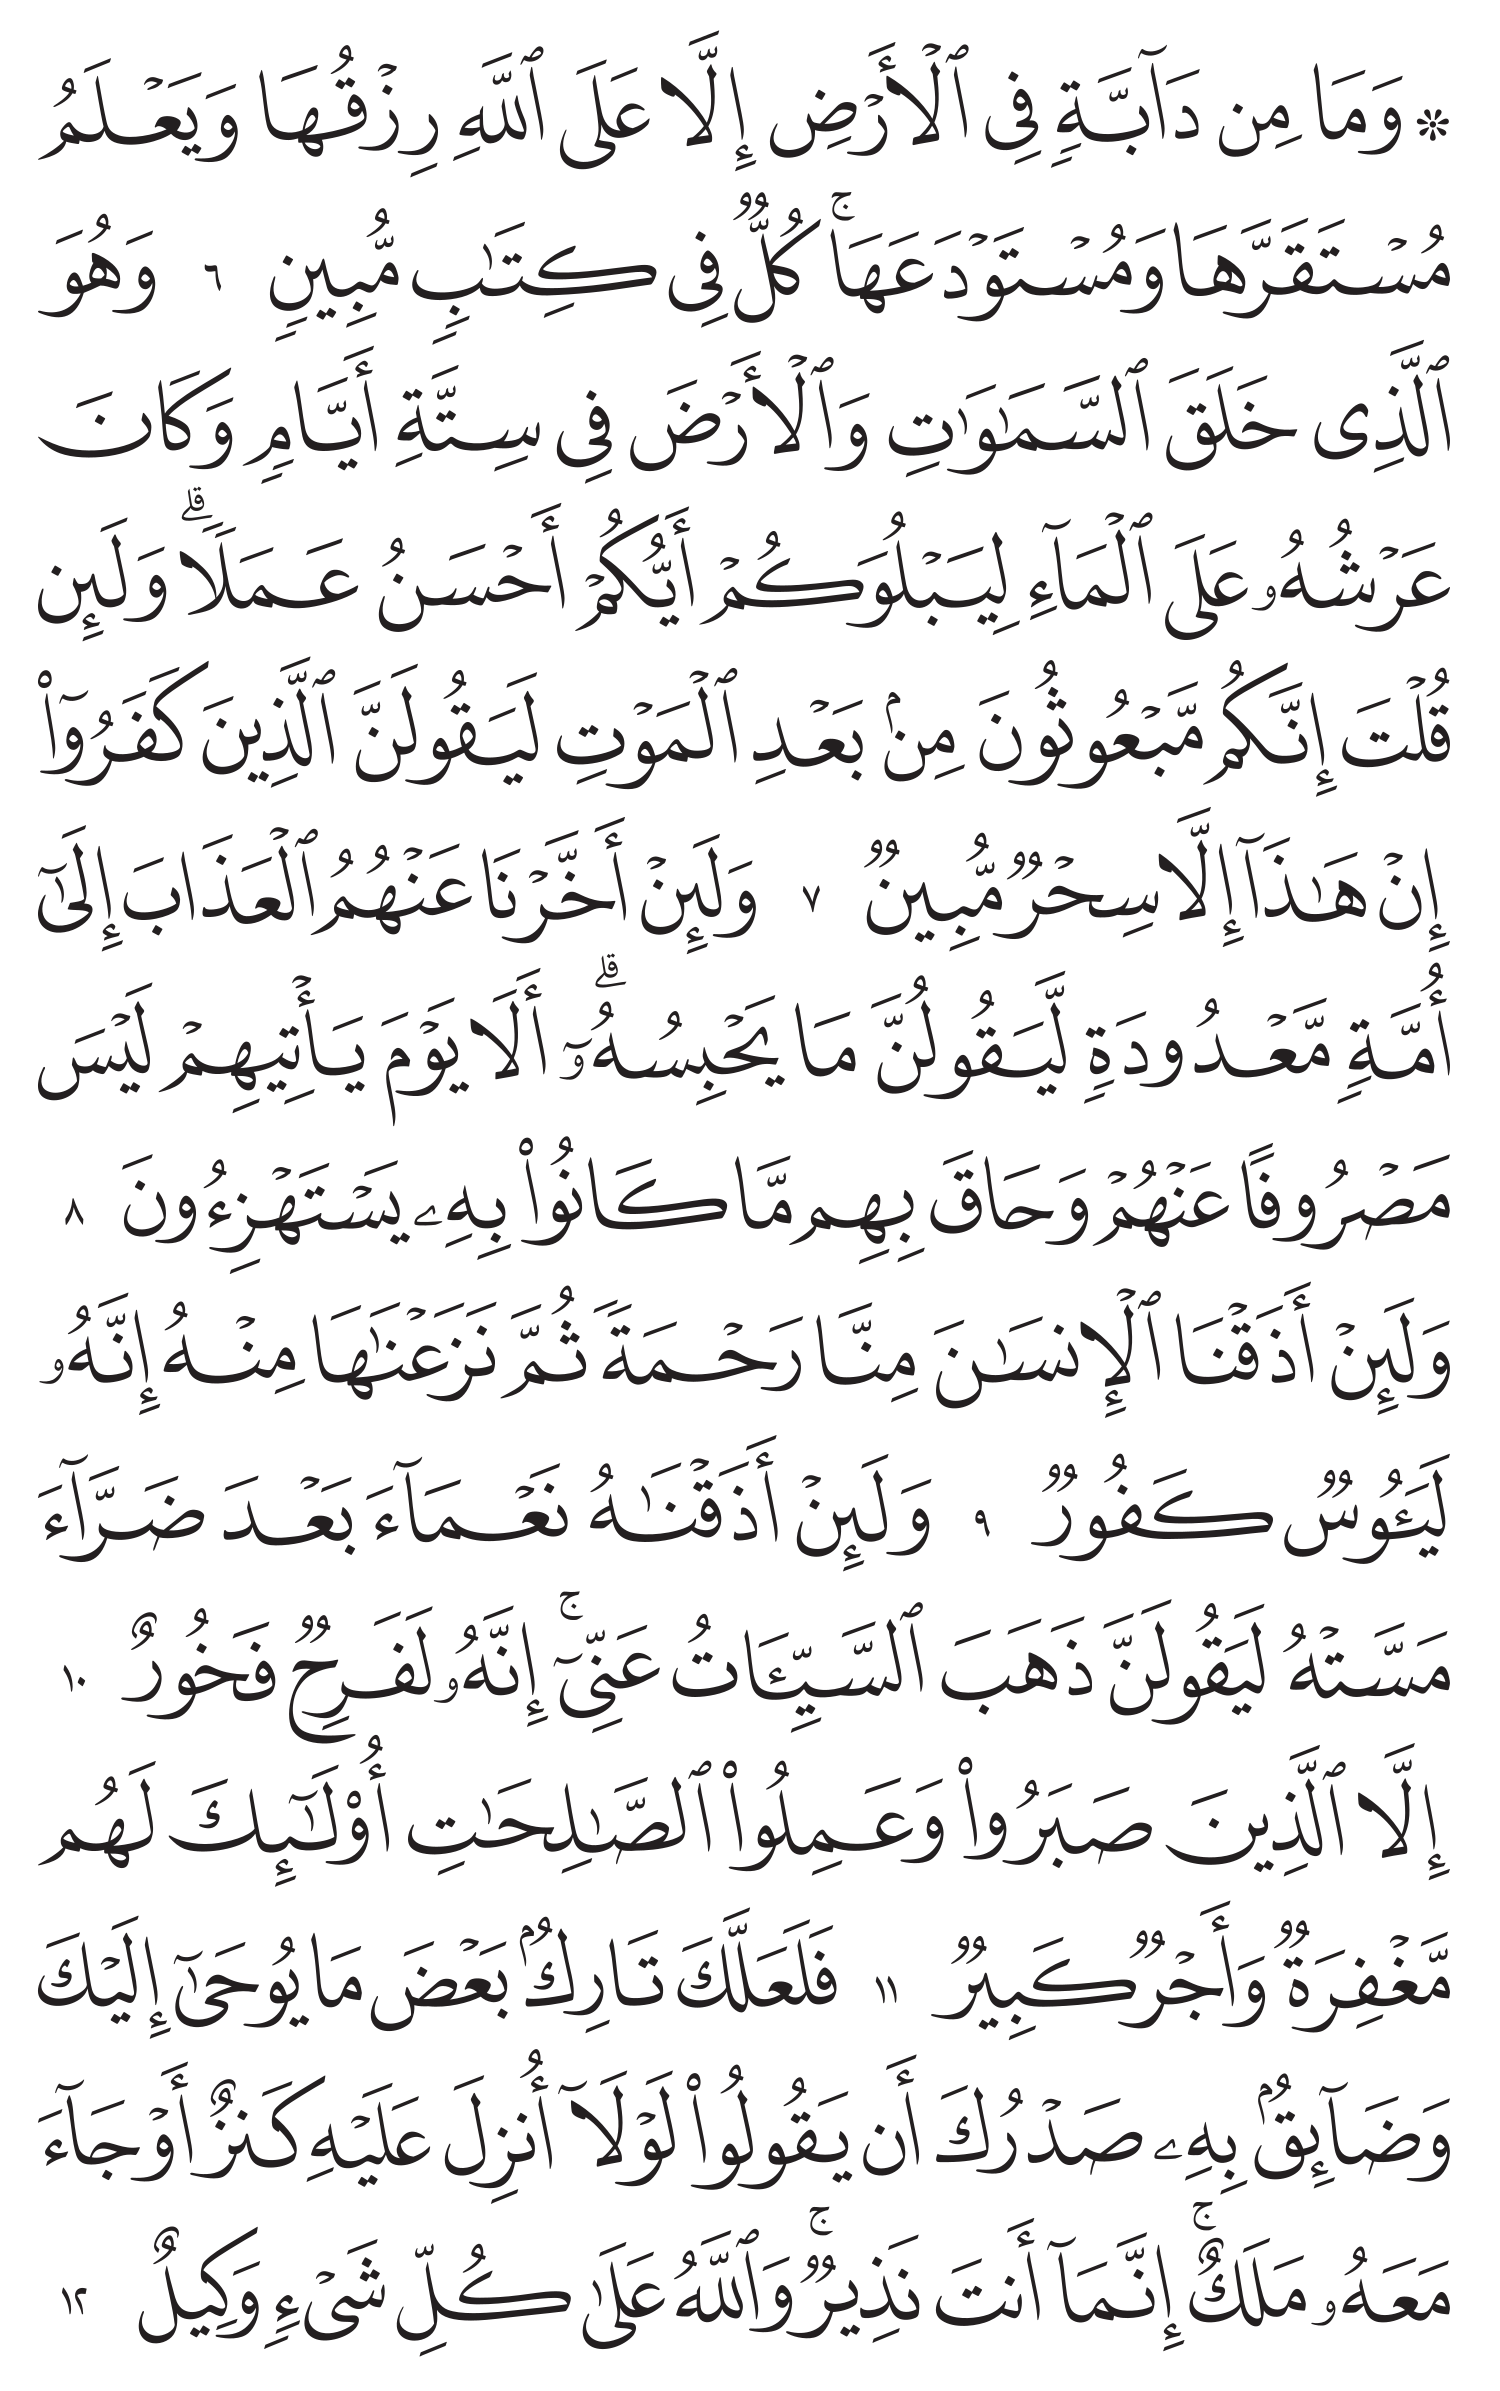 ۞ وَمَا مِن دَآبَّةٍ فِى ٱلْأَرْضِ إِلَّا عَلَى ٱللَّهِ رِزْقُهَا وَيَعْلَمُ
مُسْتَقَرَّهَا وَمُسْتَوْدَعَهَا ۚ كُلٌّ فِى كِتَـٰبٍ مُّبِينٍ ٦ وَهُوَ
ٱلَّذِى خَلَقَ ٱلسَّمَـٰوَٰتِ وَٱلْأَرْضَ فِى سِتَّةِ أَيَّامٍ وَكَانَ
عَرْشُهُۥ عَلَى ٱلْمَآءِ لِيَبْلُوَكُمْ أَيُّكُمْ أَحْسَنُ عَمَلًا ۗ وَلَئِن
قُلْتَ إِنَّكُم مَّبْعُوثُونَ مِنۢ بَعْدِ ٱلْمَوْتِ لَيَقُولَنَّ ٱلَّذِينَ كَفَرُوٓا۟
إِنْ هَـٰذَآ إِلَّا سِحْرٌ مُّبِينٌ ٧ وَلَئِنْ أَخَّرْنَا عَنْهُمُ ٱلْعَذَابَ إِلَىٰٓ
أُمَّةٍ مَّعْدُودَةٍ لَّيَقُولُنَّ مَا يَحْبِسُهُۥٓ ۗ أَلَا يَوْمَ يَأْتِيهِمْ لَيْسَ
مَصْرُوفًا عَنْهُمْ وَحَاقَ بِهِم مَّا كَانُوا۟ بِهِۦ يَسْتَهْزِءُونَ ٨
وَلَئِنْ أَذَقْنَا ٱلْإِنسَـٰنَ مِنَّا رَحْمَةً ثُمَّ نَزَعْنَـٰهَا مِنْهُ إِنَّهُۥ
لَيَـُٔوسٌ كَفُورٌ ٩ وَلَئِنْ أَذَقْنَـٰهُ نَعْمَآءَ بَعْدَ ضَرَّآءَ
مَسَّتْهُ لَيَقُولَنَّ ذَهَبَ ٱلسَّيِّـَٔاتُ عَنِّىٓ ۚ إِنَّهُۥ لَفَرِحٌ فَخُورٌ ١٠
إِلَّا ٱلَّذِينَ صَبَرُوا۟ وَعَمِلُوا۟ ٱلصَّـٰلِحَـٰتِ أُو۟لَـٰٓئِكَ لَهُم
مَّغْفِرَةٌ وَأَجْرٌ كَبِيرٌ ١١ فَلَعَلَّكَ تَارِكٌۢ بَعْضَ مَا يُوحَىٰٓ إِلَيْكَ
وَضَآئِقٌۢ بِهِۦ صَدْرُكَ أَن يَقُولُوا۟ لَوْلَآ أُنزِلَ عَلَيْهِ كَنزٌ أَوْ جَآءَ
مَعَهُۥ مَلَكٌ ۚ إِنَّمَآ أَنتَ نَذِيرٌ ۚ وَٱللَّهُ عَلَىٰ كُلِّ شَىْءٍ وَكِيلٌ ١٢